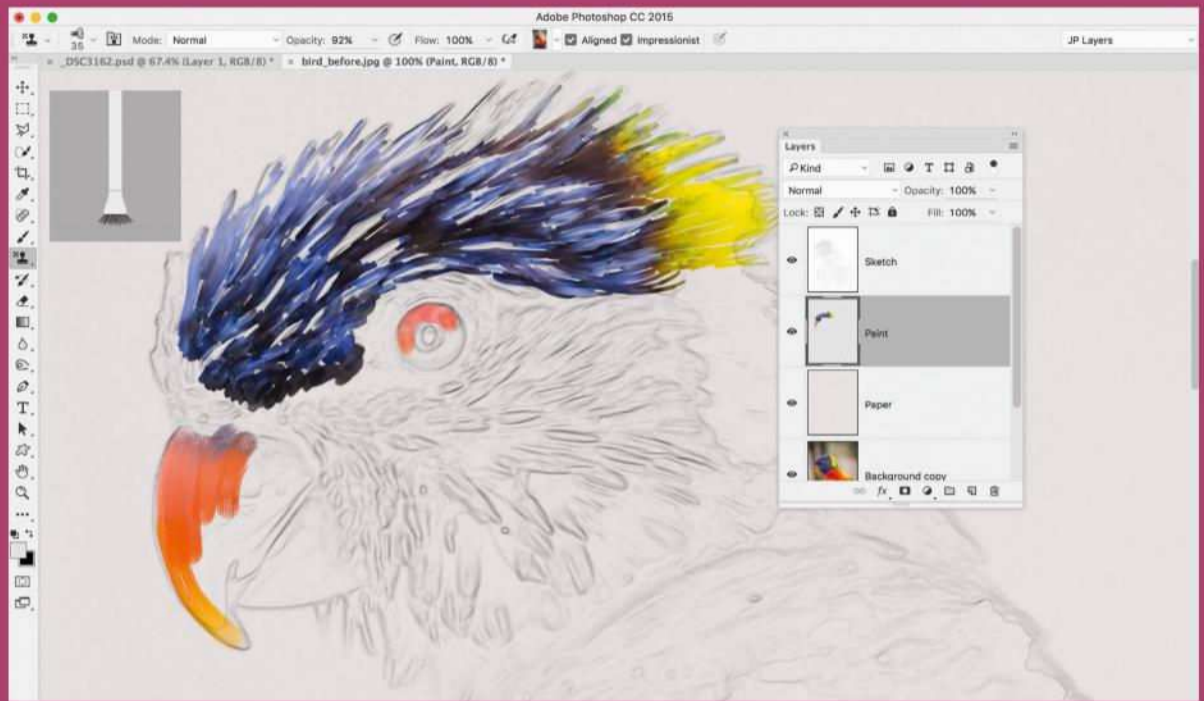 Adobe Photoshop CC 2015
35 Mode: Normal Opacity: 92% Flow: 100% Aligned Impressionist JP Layers
× _DSC3162.psd @ 67.4% (Layer 1, RGB/8) * × bird_before.jpg @ 100% (Paint, RGB/8) *
Layers
Kind
Normal Opacity: 100%
Lock: Fill: 100%
Sketch
Paint
Paper
Background copy
fx